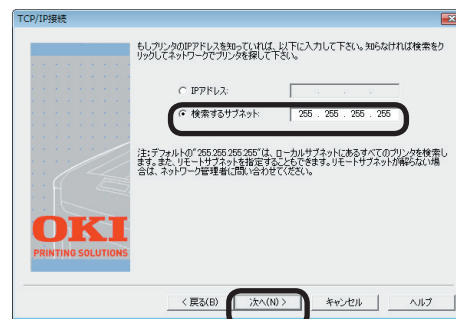 TCP/IP接続
もしプリンタのIPアドレスを知っていれば、以下に入力して下さい。知らなければ検索をク
リックしてネットワークでプリンタを探して下さい。
IPアドレス:
検索するサブネット:
255 . 255 . 255 . 255
注:デフォルトの"255.255.255.255"は、ローカルサブネットにあるすべてのプリンタを検索し
ます。また、リモートサブネットを指定することもできます。リモートサブネットが解らない場
合は、ネットワーク管理者に問い合わせてください。
OKI
PRINTING SOLUTIONS
< 戻る(B)
次へ(N) >
キャンセル
ヘルプ